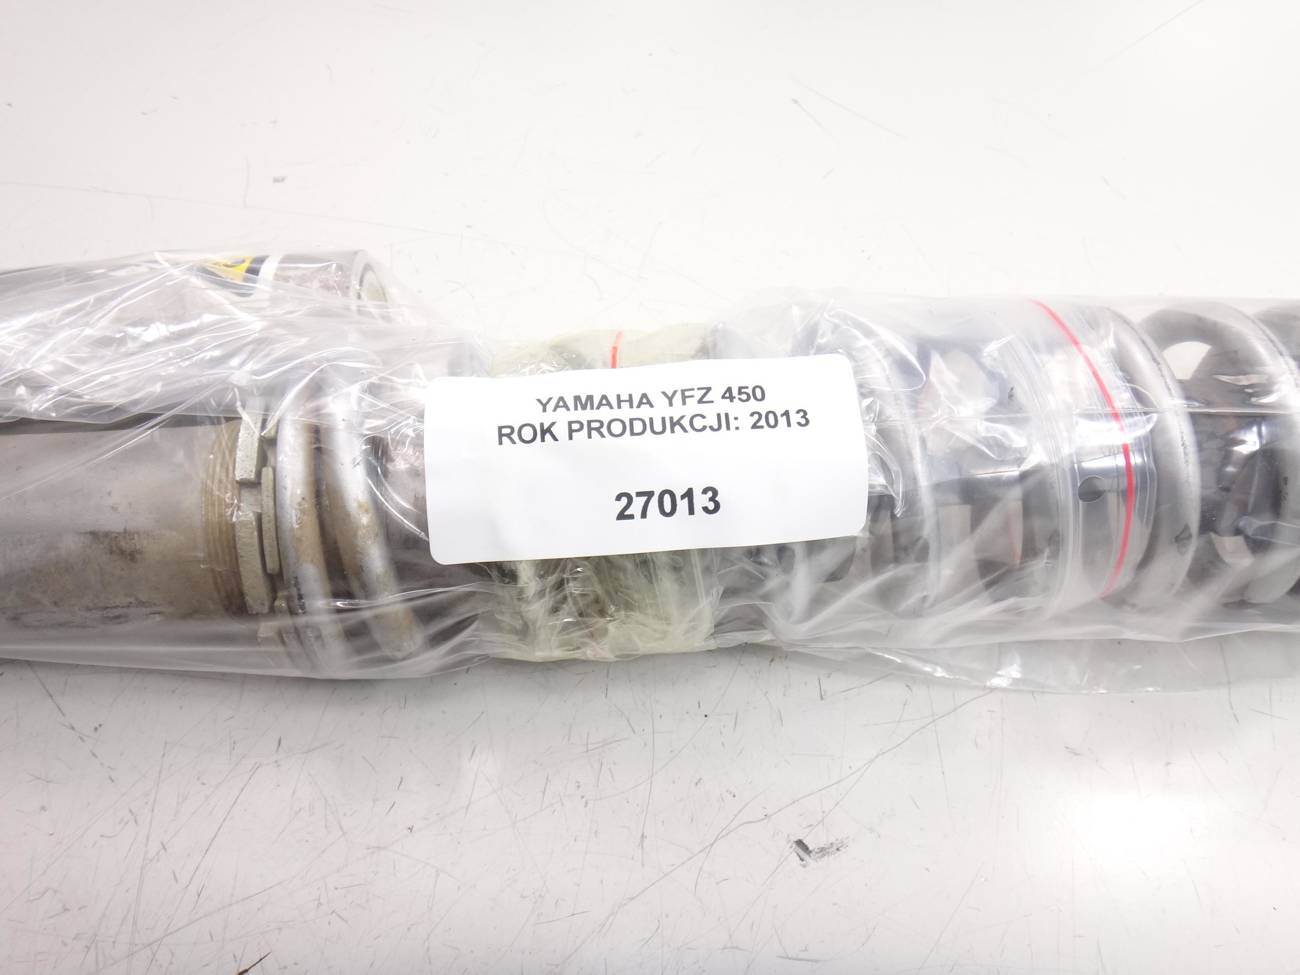 YAMAHA YFZ 450
ROK PRODUKCJI: 2013
27013